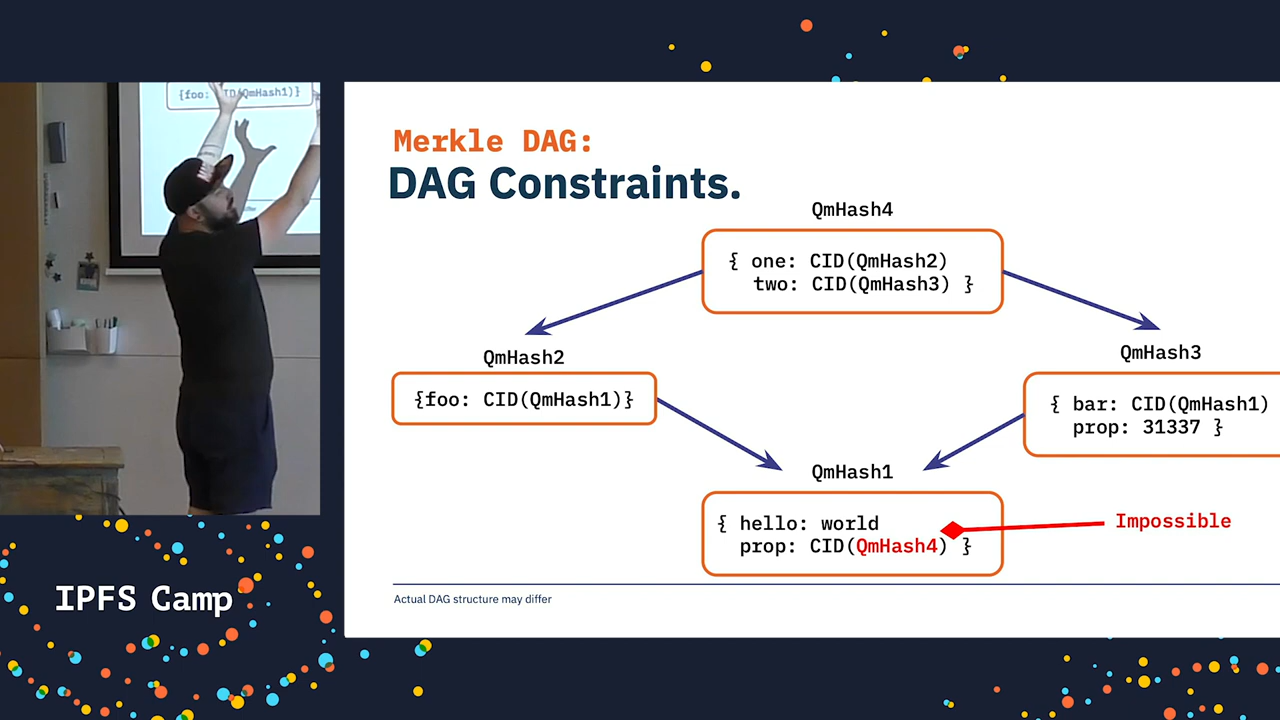 {foo: CID(QmHash1)}
Merkle DAG:
DAG Constraints.
QmHash4
{ one: CID(QmHash2)
two: CID(QmHash3) }
QmHash2
{foo: CID(QmHash1)}
QmHash3
{ bar: CID(QmHash1)
prop: 31337 }
QmHash1
{ hello: world
prop: CID(QmHash4) }
Impossible
Actual DAG structure may differ
IPFS Camp